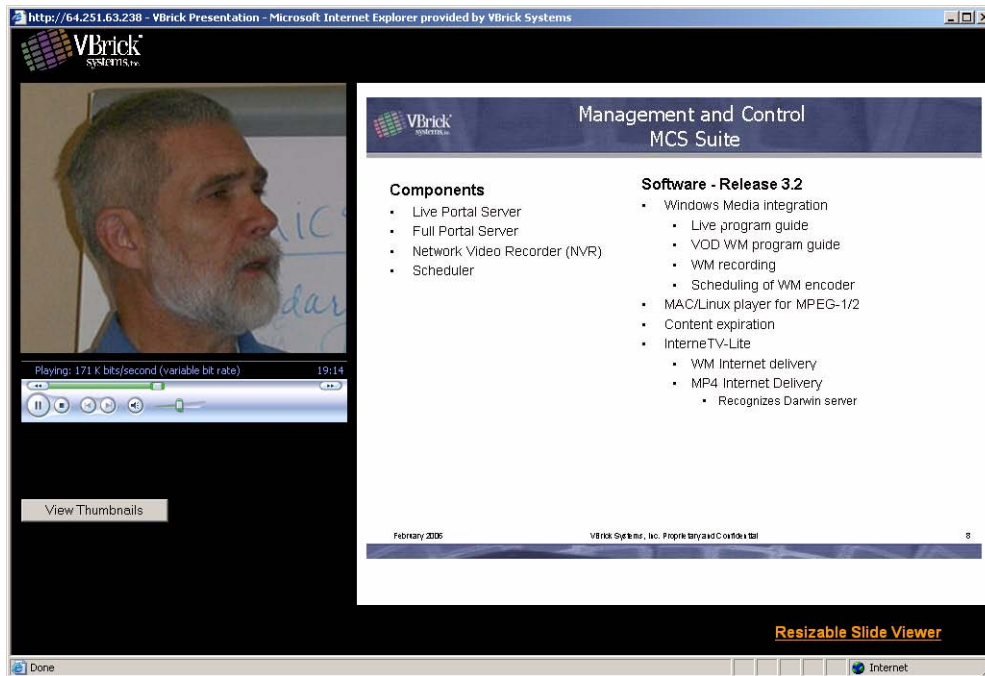 http://64.251.63.238 - VBrick Presentation - Microsoft Internet Explorer provided by VBrick Systems
VBrick
systems, inc.
Playing: 171 K bits/second (variable bit rate) 19:14
View Thumbnails
VBrick
systems, inc.
Management and Control
MCS Suite
Components
• Live Portal Server
• Full Portal Server
• Network Video Recorder (NVR)
• Scheduler
Software - Release 3.2
• Windows Media integration
• Live program guide
• VOD WM program guide
• WM recording
• Scheduling of WM encoder
• MAC/Linux player for MPEG-1/2
• Content expiration
• InterneTV-Lite
• WM Internet delivery
• MP4 Internet Delivery
• Recognizes Darwin server
February 2006 VBrick Systems, Inc. Proprietary and Confidential 8
Resizable Slide Viewer
Done Internet